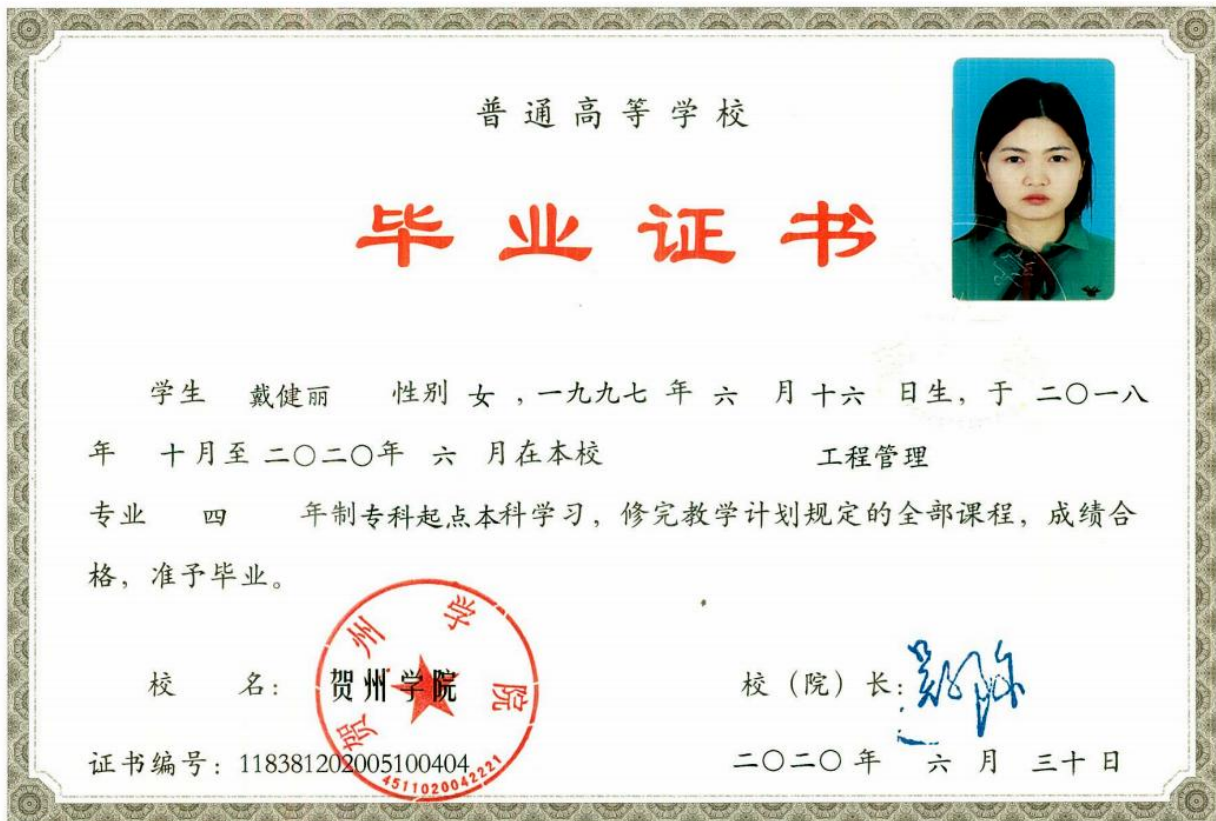 普通高等学校
毕业证书
学生 戴健丽 性别 女 ，一九九七 年 六 月 十六 日生，于 二〇一八
年 十月至 二〇二〇年 六 月在本校 工程管理
专业 四 年制专科起点本科学习，修完教学计划规定的全部课程，成绩合
格，准予毕业。
校 名： 贺州学院
贺州学院
4511020042221
校（院）长：
证书编号：118381202005100404
二〇二〇年 六 月 三十日